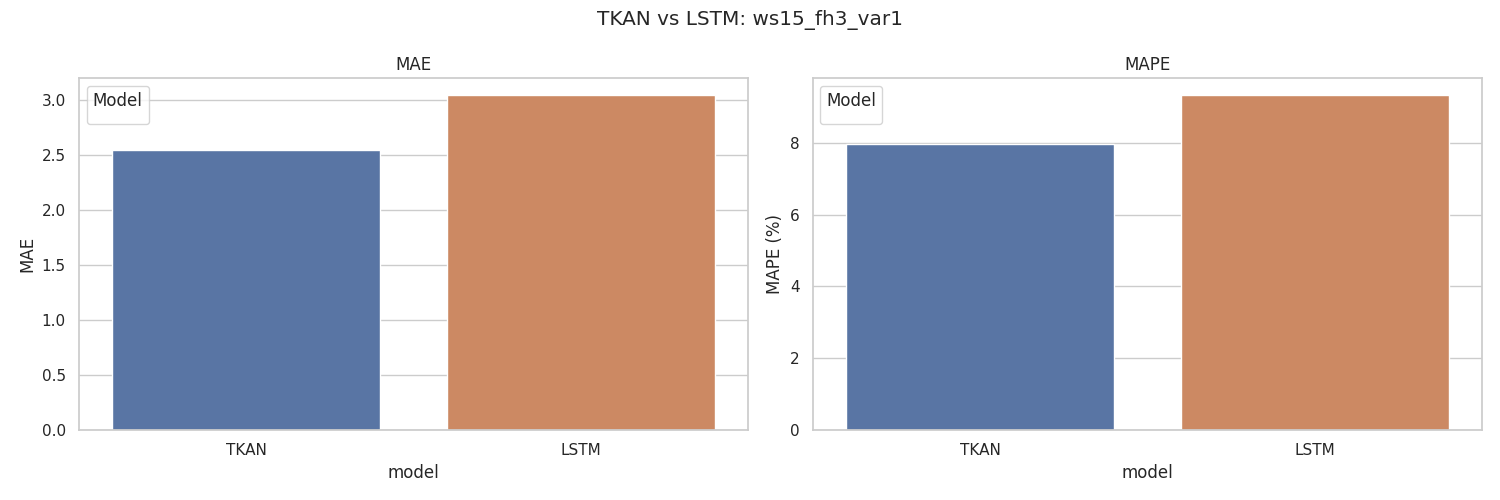 TKAN vs LSTM: ws15_fh3_var1
MAE
Model
3.0
2.5
2.0
1.5
1.0
0.5
0.0
MAE
TKAN
LSTM
model
MAPE
Model
8
6
4
2
0
MAPE (%)
TKAN
LSTM
model